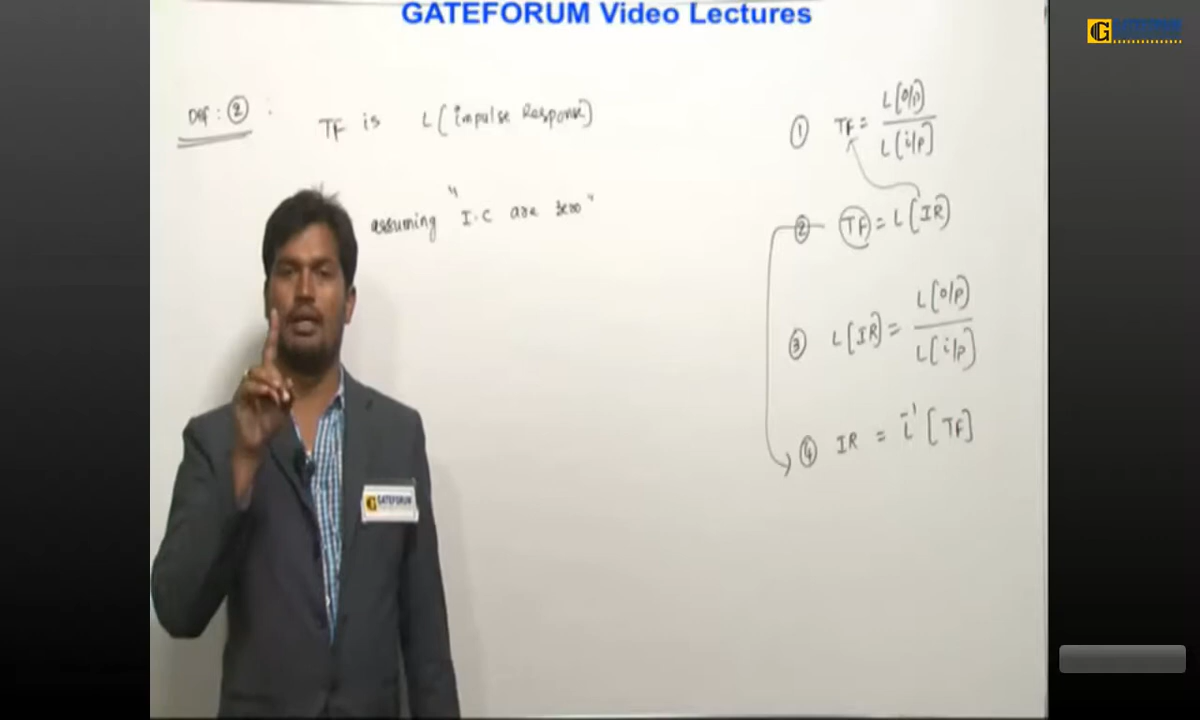 GATEFORUM Video Lectures
GATEFORUM
Def : ② :
TF is L(Impulse Response)
assuming "I.C are zero"
① TF = L[o/p] / L[i/p]
② TF = L[IR]
③ L[IR] = L[o/p] / L[i/p]
④ IR = L⁻¹ [TF]
GATEFORUM